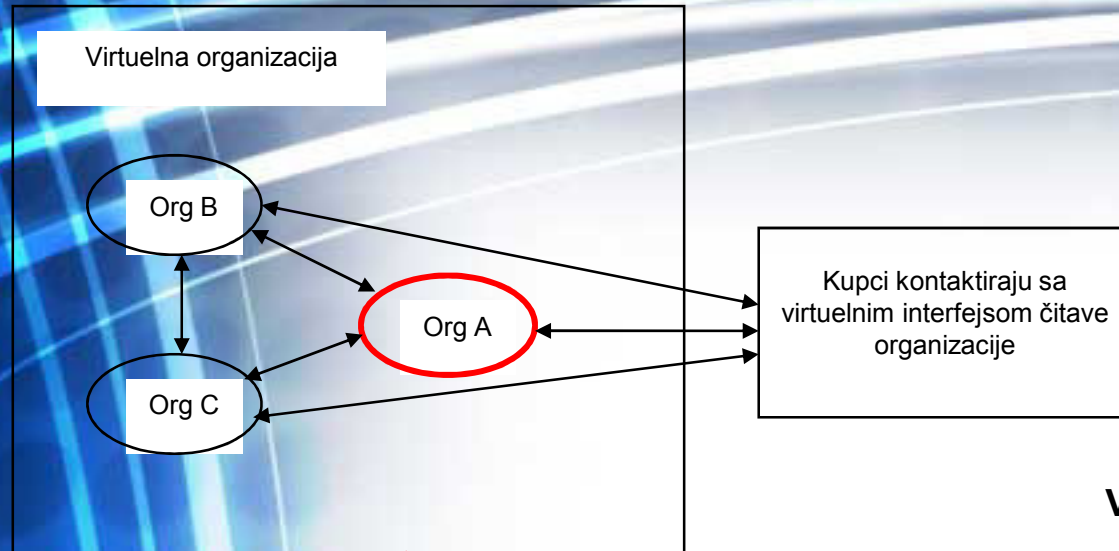 Virtuelna organizacija
Org B
Org A
Org C
Kupci kontaktiraju sa
virtuelnim interfejsom čitave
organizacije